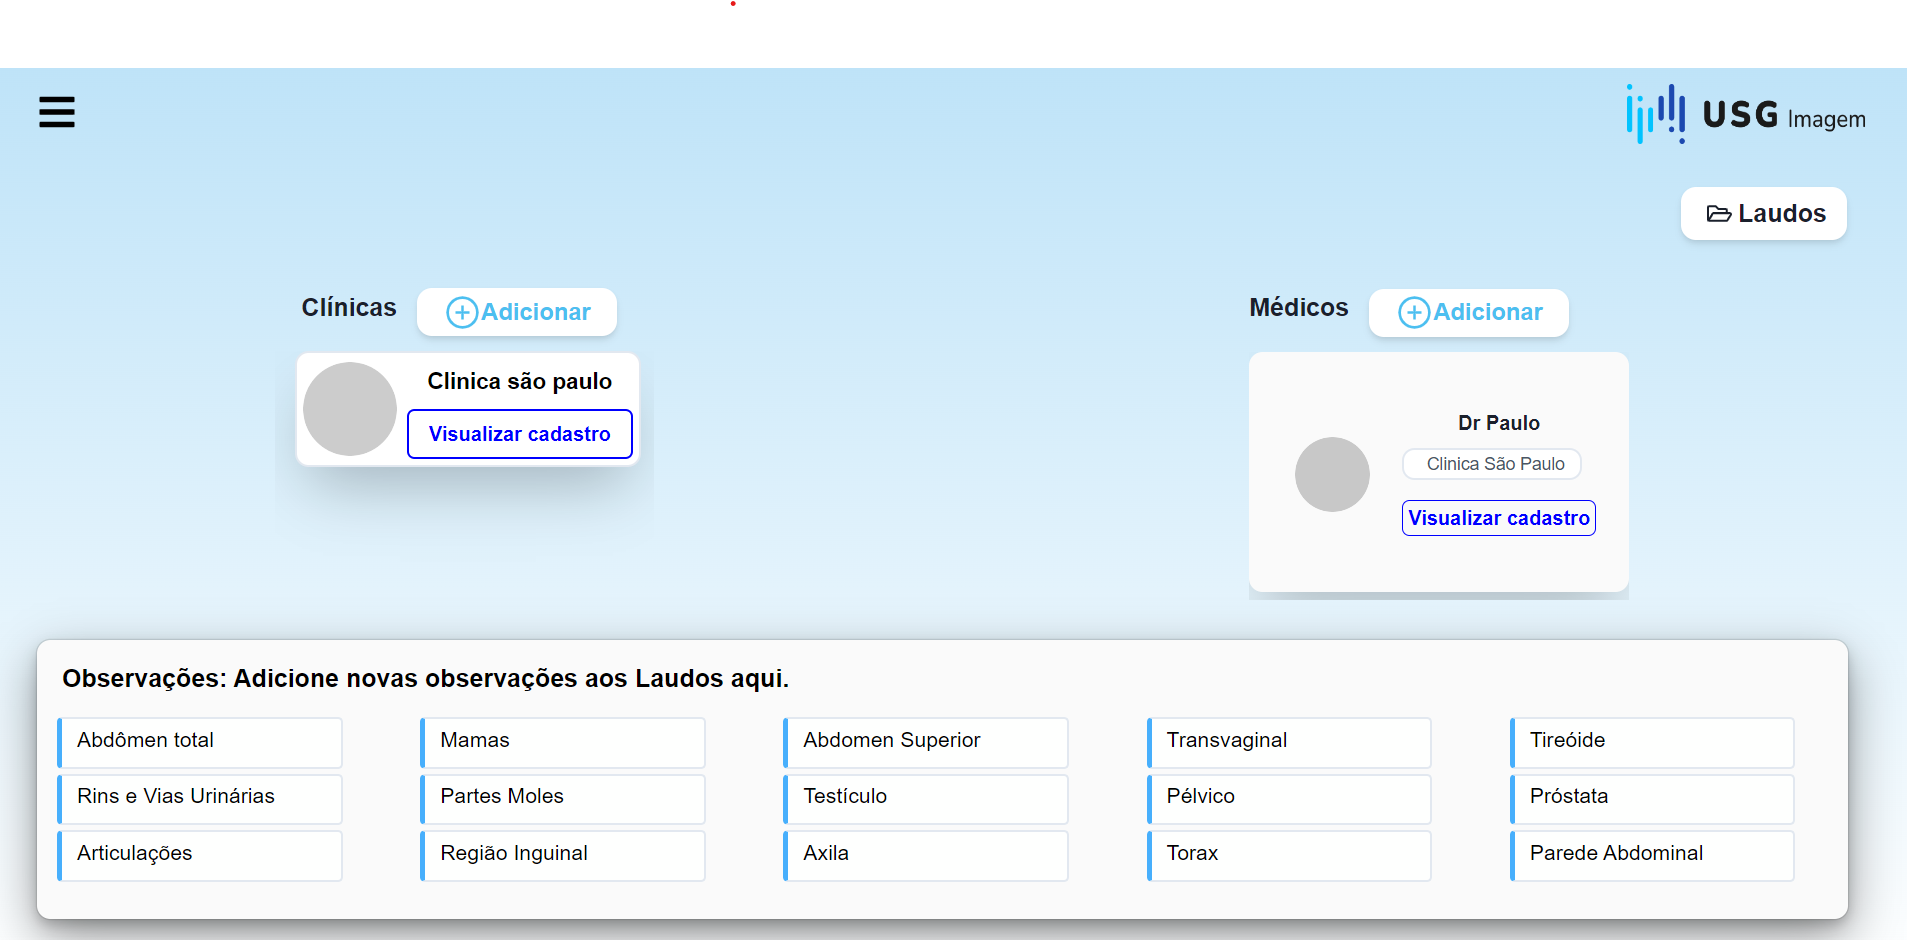 USG Imagem
Laudos
Clínicas
Adicionar
Clinica são paulo
Visualizar cadastro
Médicos
Adicionar
Dr Paulo
Clinica São Paulo
Visualizar cadastro
Observações: Adicione novas observações aos Laudos aqui.
Abdômen total
Mamas
Abdomen Superior
Transvaginal
Tireóide
Rins e Vias Urinárias
Partes Moles
Testículo
Pélvico
Próstata
Articulações
Região Inguinal
Axila
Torax
Parede Abdominal